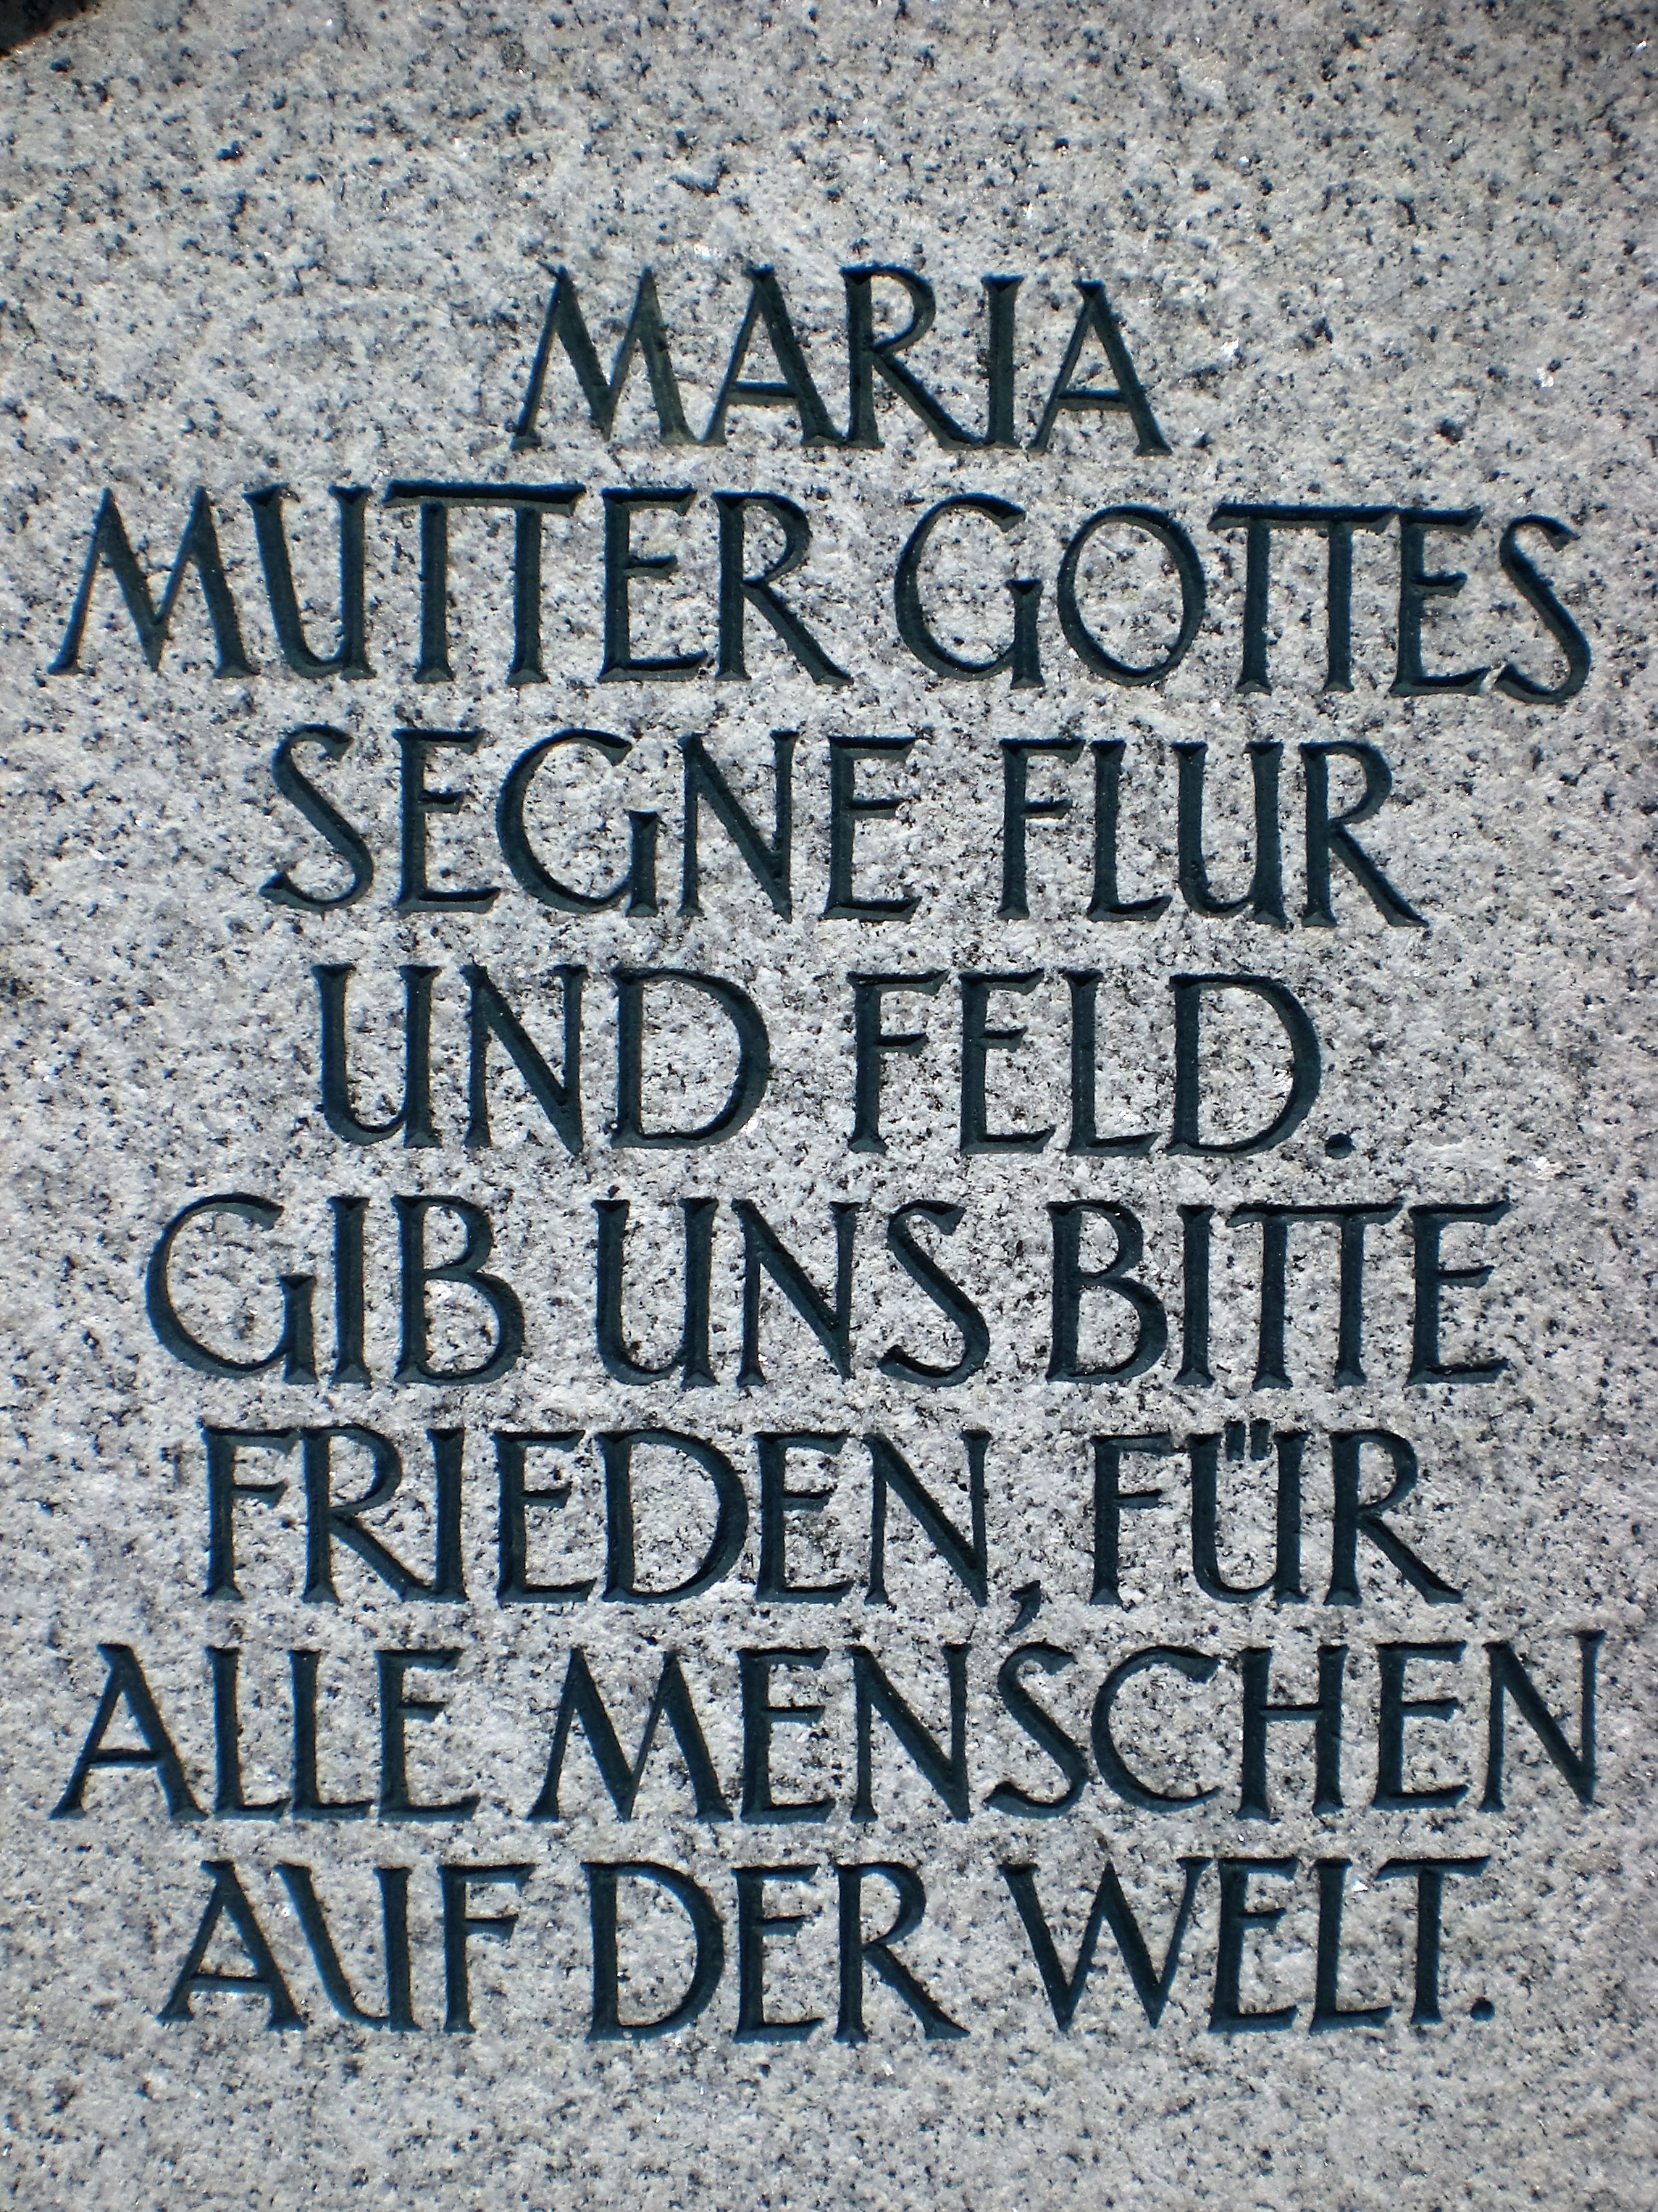 MARIA
MUTTER GOTTES
SEGNE FLUR
UND FELD.
GIB UNS BITTE
FRIEDEN, FÜR
ALLE MENSCHEN
AUF DER WELT.